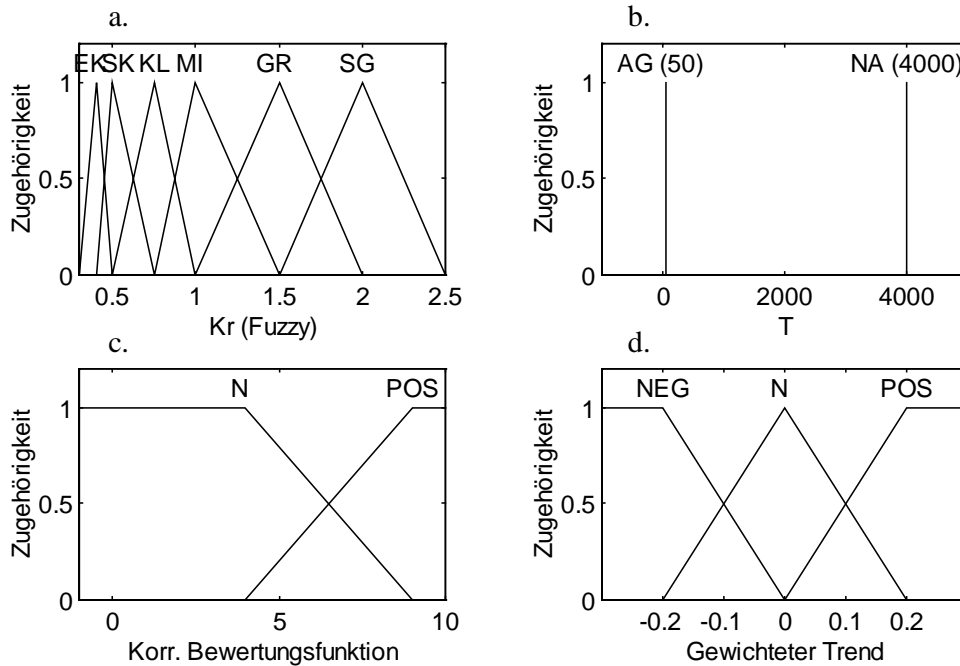 a.
EK SK KL MI GR SG
1
0.5
0
Zugehörigkeit
0.5 1 1.5 2 2.5
Kr (Fuzzy)
b.
AG (50) NA (4000)
1
0.5
0
Zugehörigkeit
0 2000 4000
T
c.
N POS
1
0.5
0
Zugehörigkeit
0 5 10
Korr. Bewertungsfunktion
d.
NEG N POS
1
0.5
0
Zugehörigkeit
-0.2 -0.1 0 0.1 0.2
Gewichteter Trend